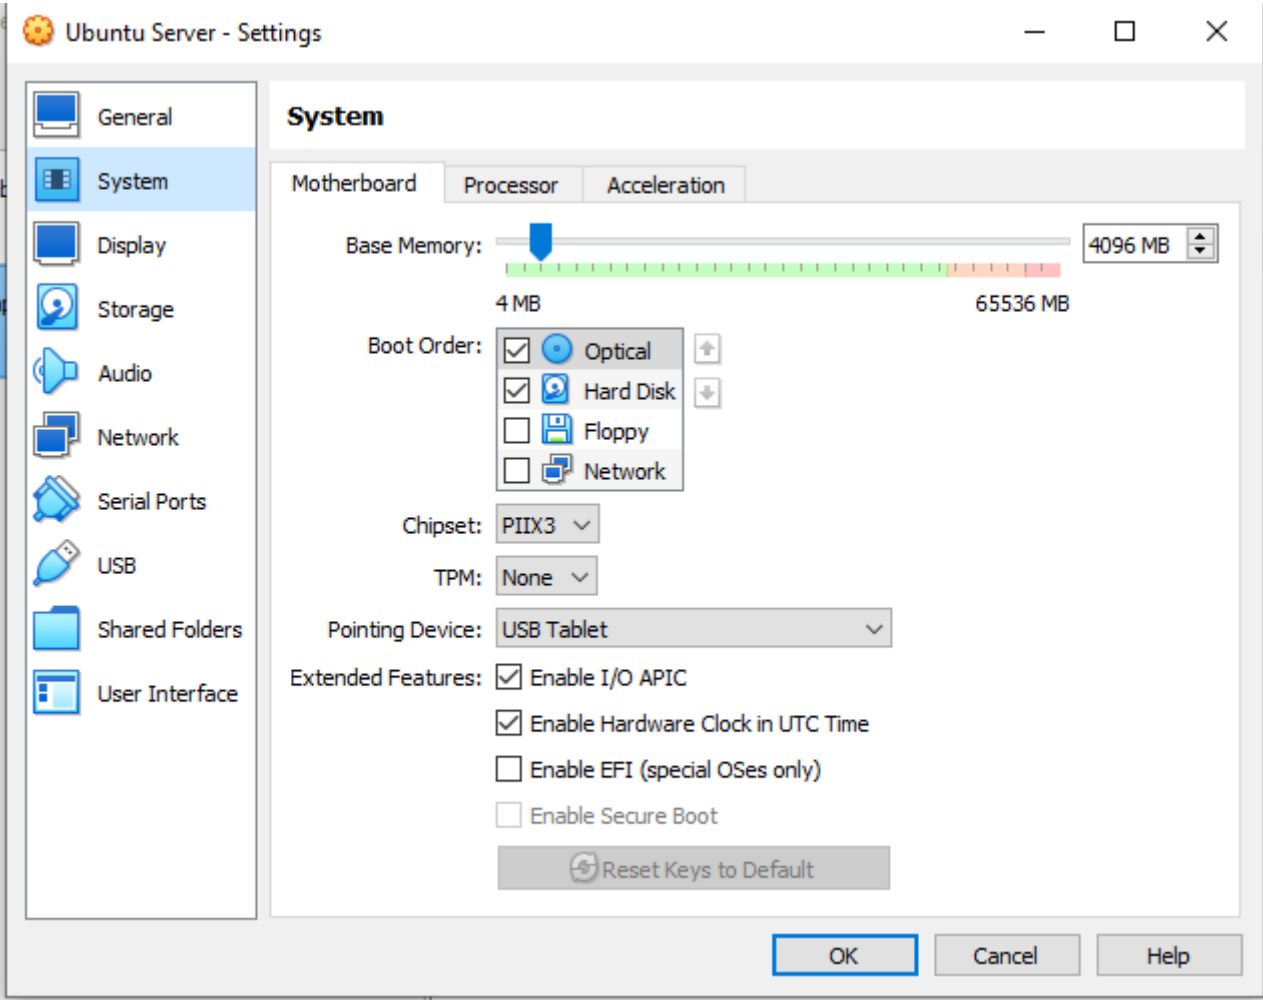 Ubuntu Server - Settings
General
System
Display
Storage
Audio
Network
Serial Ports
USB
Shared Folders
User Interface
System
Motherboard
Processor
Acceleration
Base Memory:
4096 MB
4 MB
65536 MB
Boot Order:
Optical
Hard Disk
Floppy
Network
Chipset:
PIIX3
TPM:
None
Pointing Device:
USB Tablet
Extended Features:
Enable I/O APIC
Enable Hardware Clock in UTC Time
Enable EFI (special OSes only)
Enable Secure Boot
Reset Keys to Default
OK
Cancel
Help